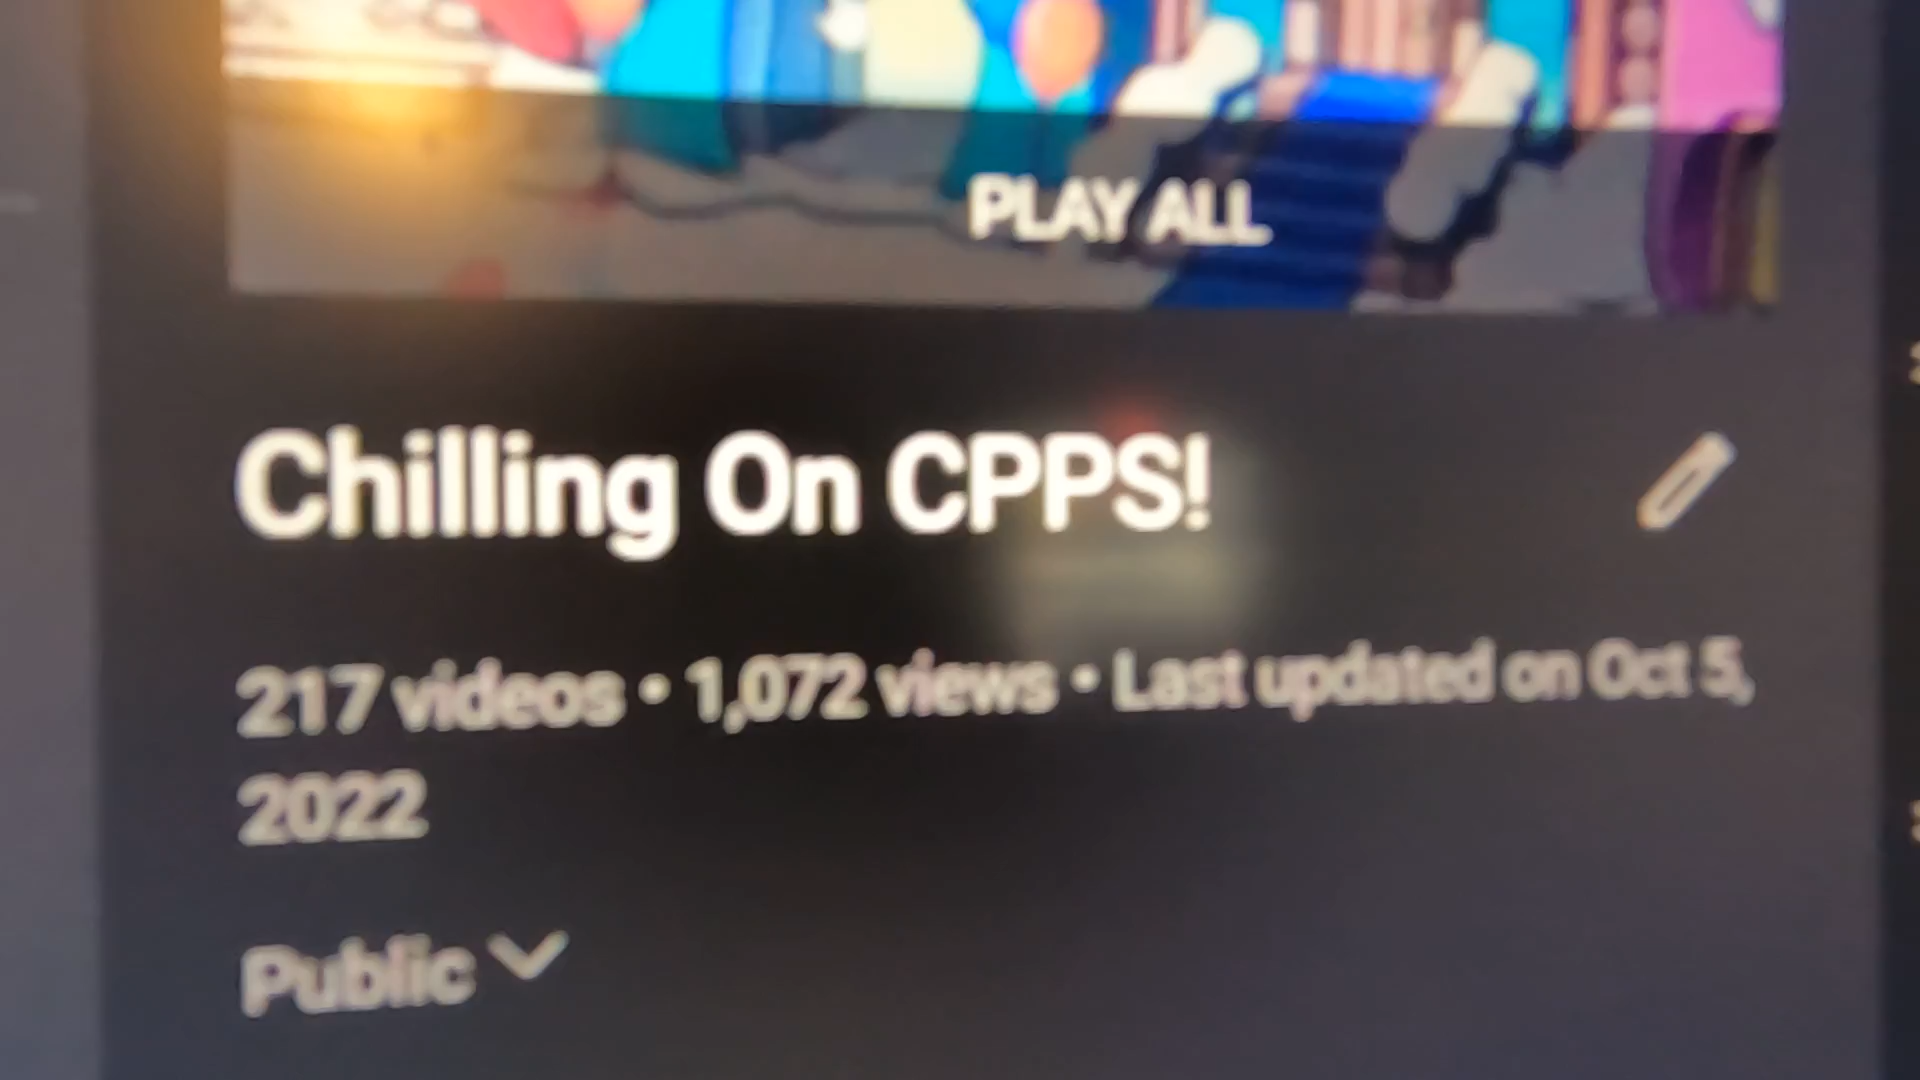 PLAY ALL
Chilling On CPPS!
217 videos • 1,072 views • Last updated on Oct 5,
2022
Public